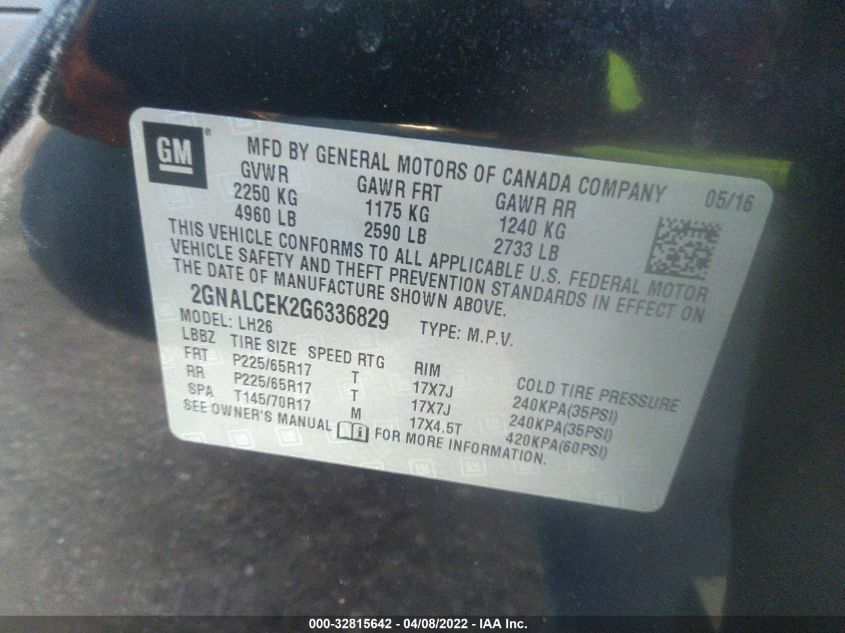 GM
MFD BY GENERAL MOTORS OF CANADA COMPANY 05/16
GVWR GAWR FRT GAWR RR
2250 KG 1175 KG 1240 KG
4960 LB 2590 LB 2733 LB
THIS VEHICLE CONFORMS TO ALL APPLICABLE U.S. FEDERAL MOTOR
VEHICLE SAFETY AND THEFT PREVENTION STANDARDS IN EFFECT ON
THE DATE OF MANUFACTURE SHOWN ABOVE.
2GNALCEK2G6336829 TYPE: M.P.V.
MODEL: LH26
LBBZ TIRE SIZE SPEED RTG RIM COLD TIRE PRESSURE
FRT P225/65R17 T 17X7J 240KPA(35PSI)
RR P225/65R17 T 17X7J 240KPA(35PSI)
SPA T145/70R17 M 17X4.5T 420KPA(60PSI)
SEE OWNER'S MANUAL FOR MORE INFORMATION.
000-32815642 - 04/08/2022 - IAA Inc.